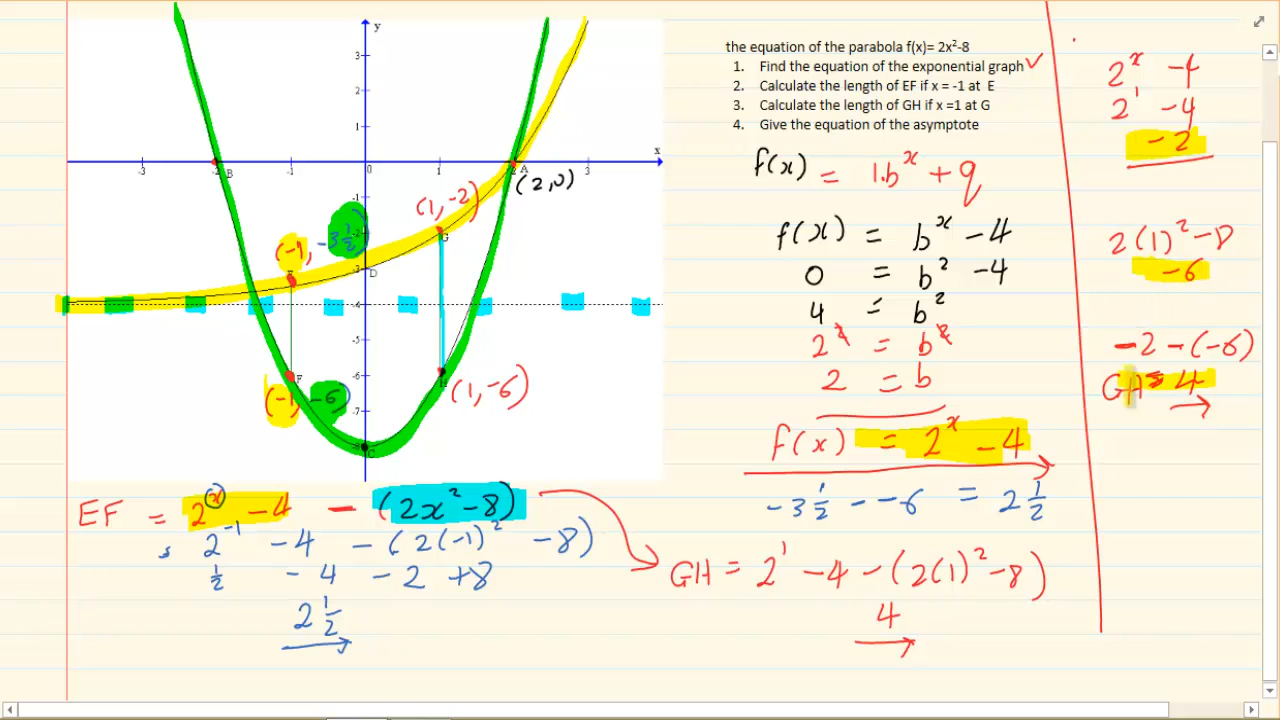 y
3
2
1
x
-3
-2
-1
0
1
2
3
B
A
(2,0)
(1,-2)
-1
-2
(-1, -3½)
G
E
D
-3
-4
F
-6
(-1, -6)
H
(1,-6)
-7
-8
C
EF = 2^x -4 - (2x²-8)
= 2^-1 -4 -(2(-1)² -8)
½ -4 -2 +8
2½
the equation of the parabola f(x)= 2x²-8
1. Find the equation of the exponential graph ✓
2. Calculate the length of EF if x = -1 at E
3. Calculate the length of GH if x =1 at G
4. Give the equation of the asymptote
f(x) = 1.b^x + q
f(x) = b^x -4
0 = b² -4
4 = b²
2² = b²
2 = b
f(x) = 2^x -4
-3½ - -6 = 2½
GH = 2^1 -4 -(2(1)² -8)
4
2^x -4
2^1 -4
-2
2(1)² -8
-6
-2 -(-6)
GH = 4